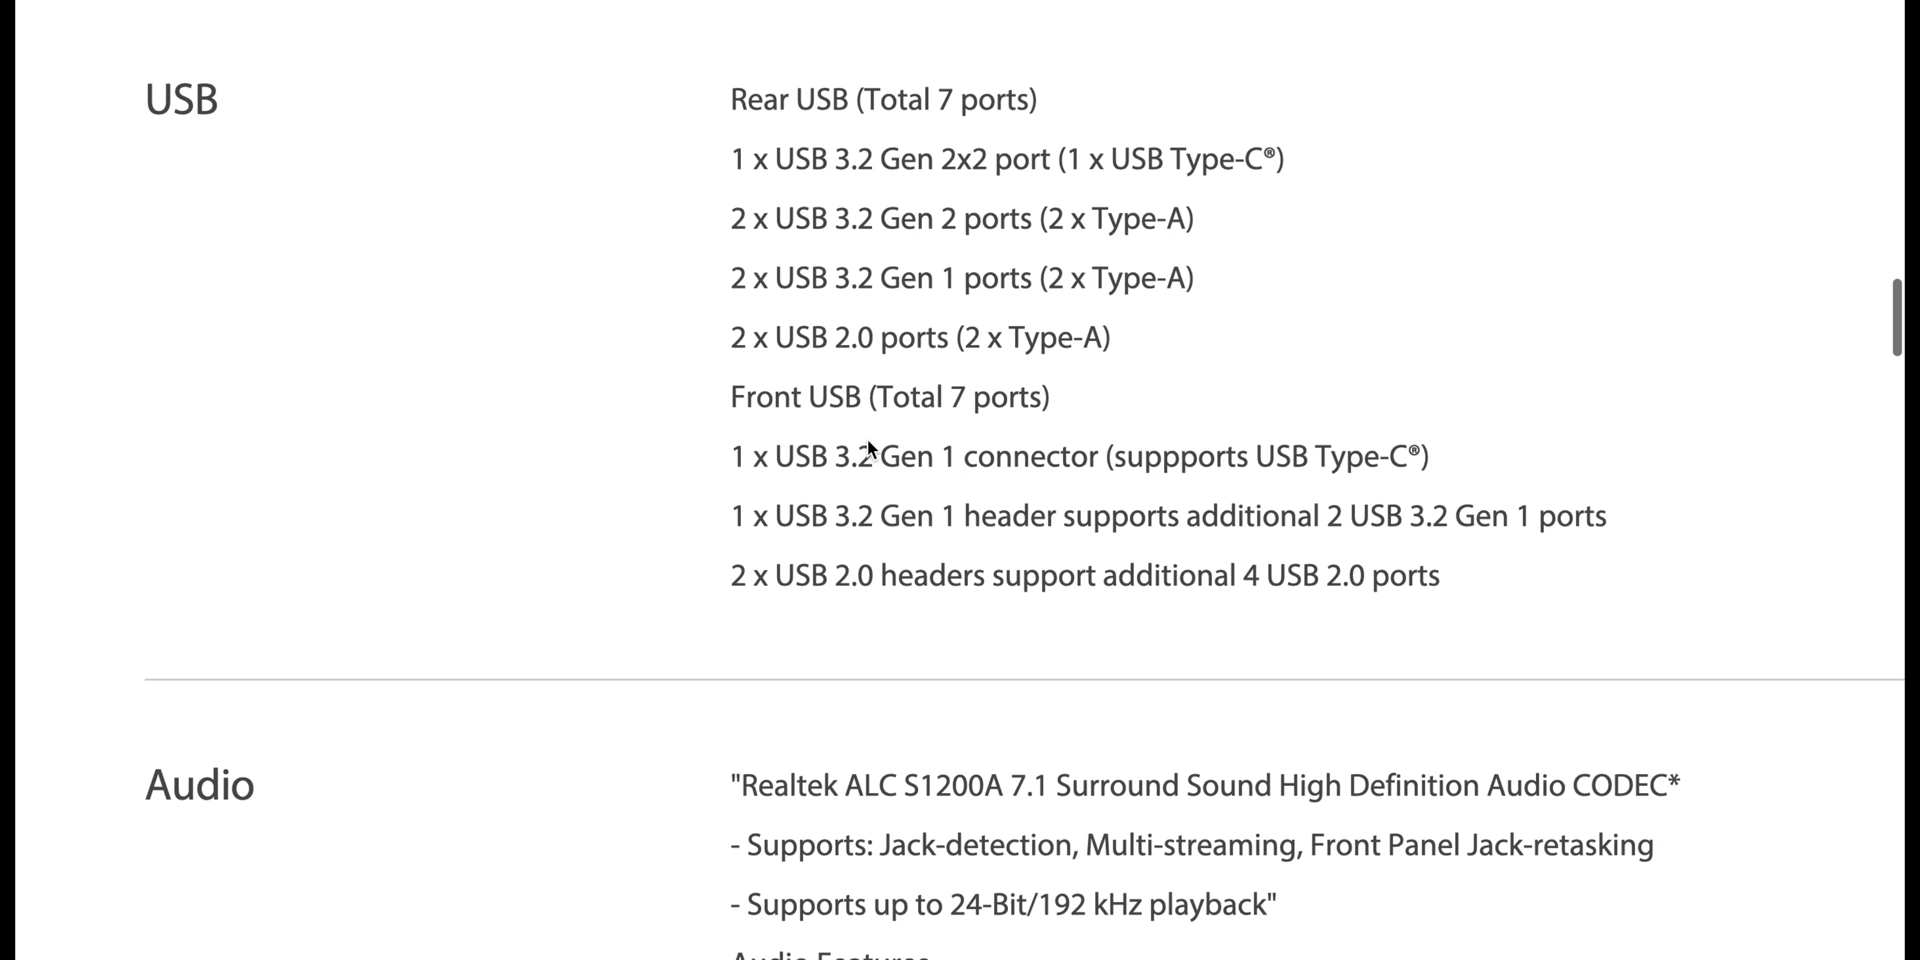 USB
Rear USB (Total 7 ports)
1 x USB 3.2 Gen 2x2 port (1 x USB Type-C®)
2 x USB 3.2 Gen 2 ports (2 x Type-A)
2 x USB 3.2 Gen 1 ports (2 x Type-A)
2 x USB 2.0 ports (2 x Type-A)
Front USB (Total 7 ports)
1 x USB 3.2 Gen 1 connector (suppports USB Type-C®)
1 x USB 3.2 Gen 1 header supports additional 2 USB 3.2 Gen 1 ports
2 x USB 2.0 headers support additional 4 USB 2.0 ports
Audio
"Realtek ALC S1200A 7.1 Surround Sound High Definition Audio CODEC*
- Supports: Jack-detection, Multi-streaming, Front Panel Jack-retasking
- Supports up to 24-Bit/192 kHz playback"
Audio Features